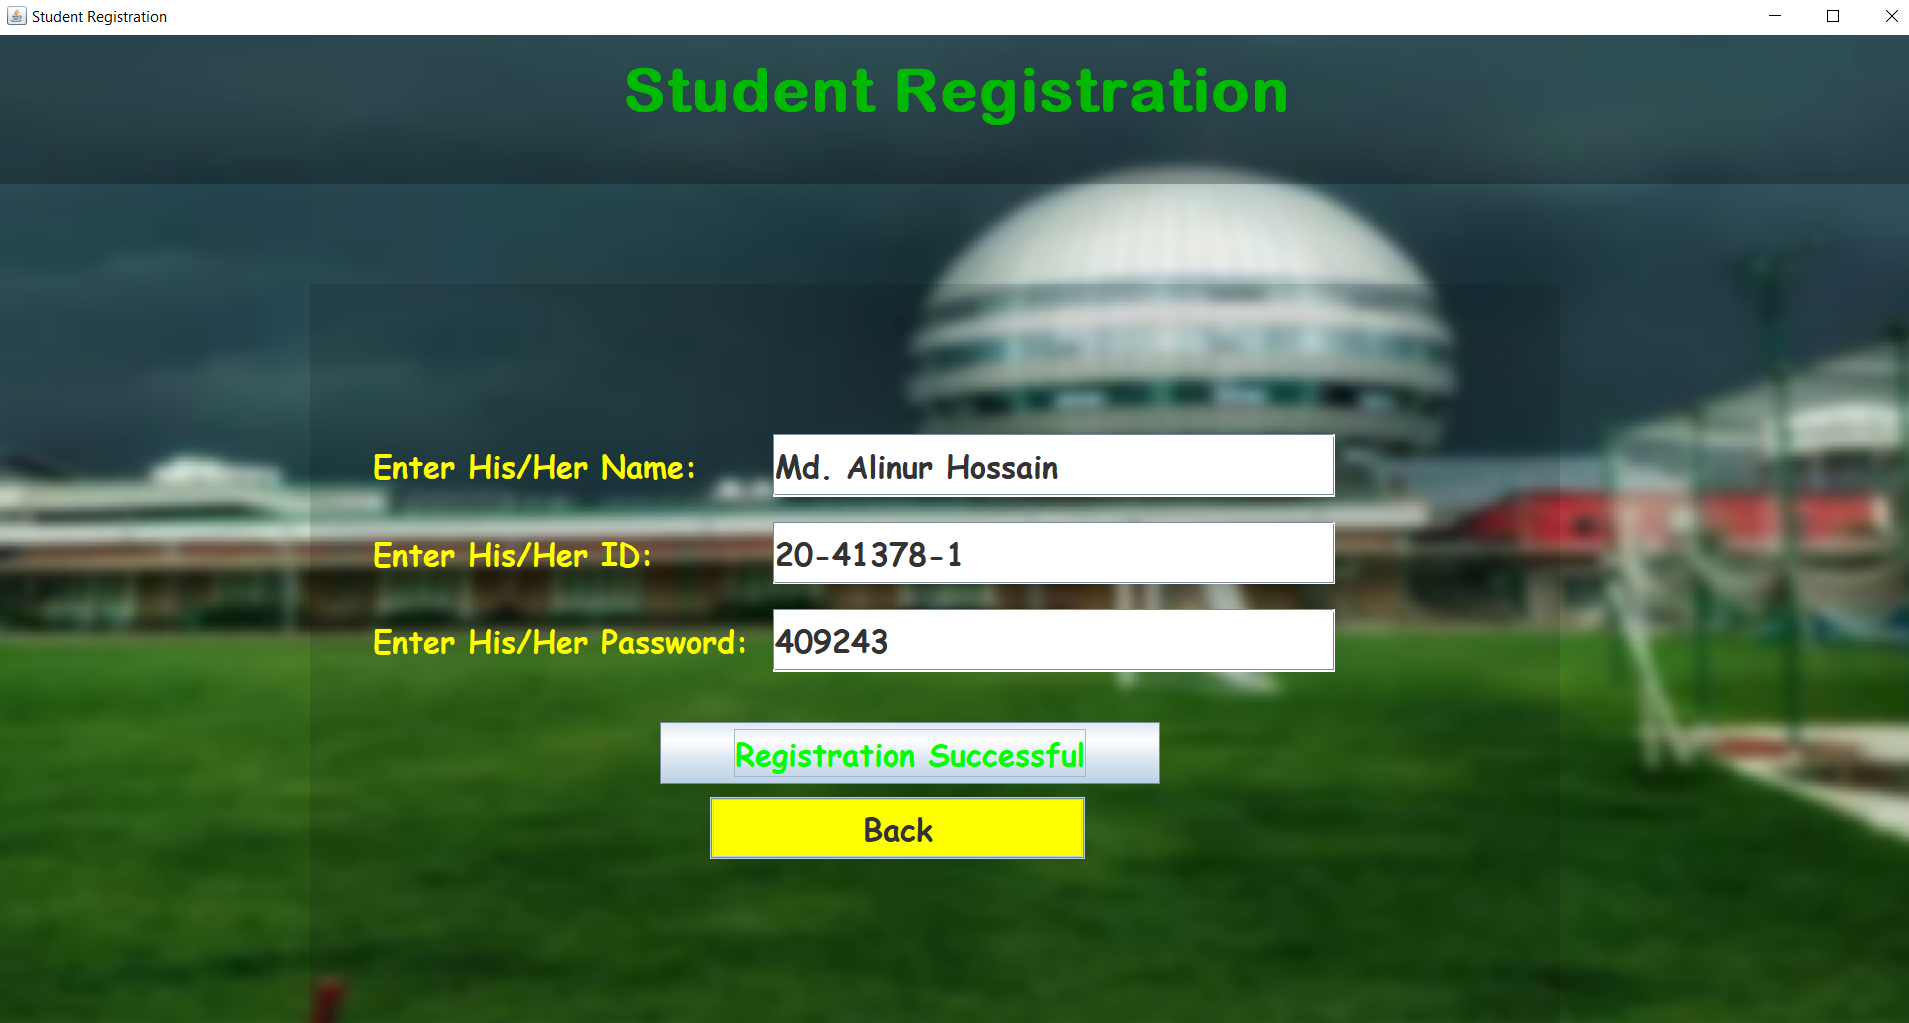 Student Registration
Student Registration
Enter His/Her Name: Md. Alinur Hossain
Enter His/Her ID: 20-41378-1
Enter His/Her Password: 409243
Registration Successful
Back